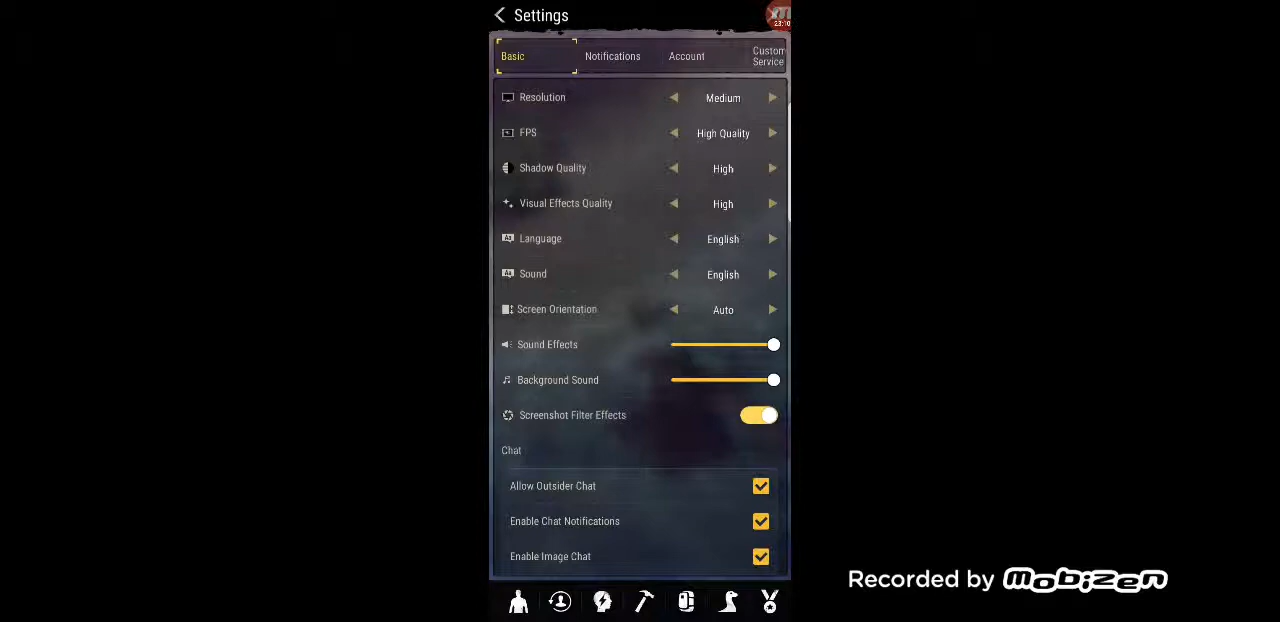 Settings
23:10
Basic
Notifications
Account
Custom
Service
Resolution
Medium
FPS
High Quality
Shadow Quality
High
Visual Effects Quality
High
Language
English
Sound
English
Screen Orientation
Auto
Sound Effects
Background Sound
Screenshot Filter Effects
Chat
Allow Outsider Chat
Enable Chat Notifications
Enable Image Chat
Recorded by Mobizen